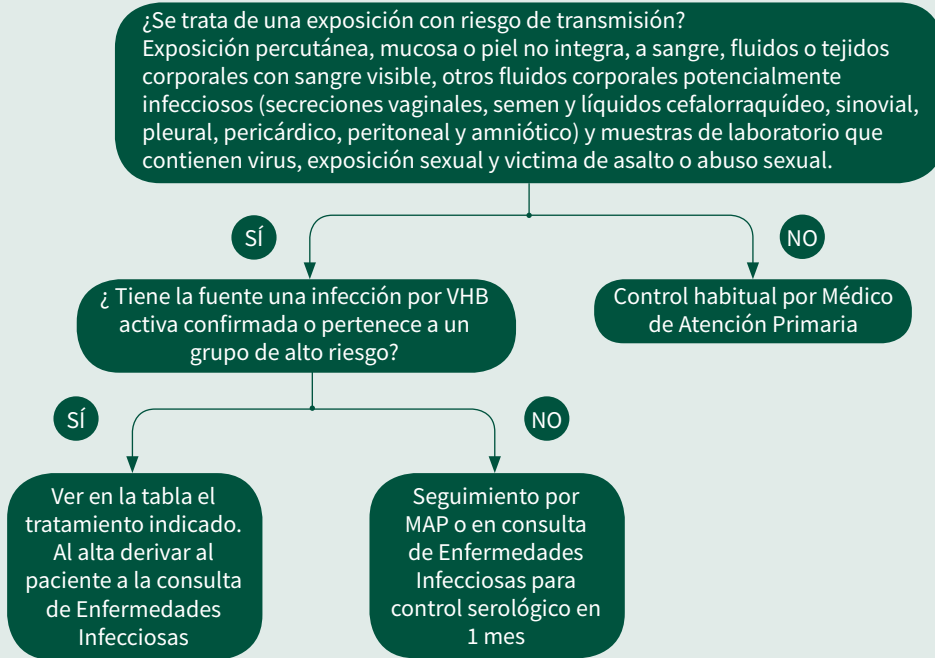 ¿Se trata de una exposición con riesgo de transmisión?
Exposición percutánea, mucosa o piel no integra, a sangre, fluidos o tejidos
corporales con sangre visible, otros fluidos corporales potencialmente
infecciosos (secreciones vaginales, semen y líquidos cefalorraquídeo, sinovial,
pleural, pericárdico, peritoneal y amniótico) y muestras de laboratorio que
contienen virus, exposición sexual y victima de asalto o abuso sexual.
SÍ
NO
¿ Tiene la fuente una infección por VHB
activa confirmada o pertenece a un
grupo de alto riesgo?
Control habitual por Médico
de Atención Primaria
SÍ
NO
Ver en la tabla el
tratamiento indicado.
Al alta derivar al
paciente a la consulta
de Enfermedades
Infecciosas
Seguimiento por
MAP o en consulta
de Enfermedades
Infecciosas para
control serológico en
1 mes